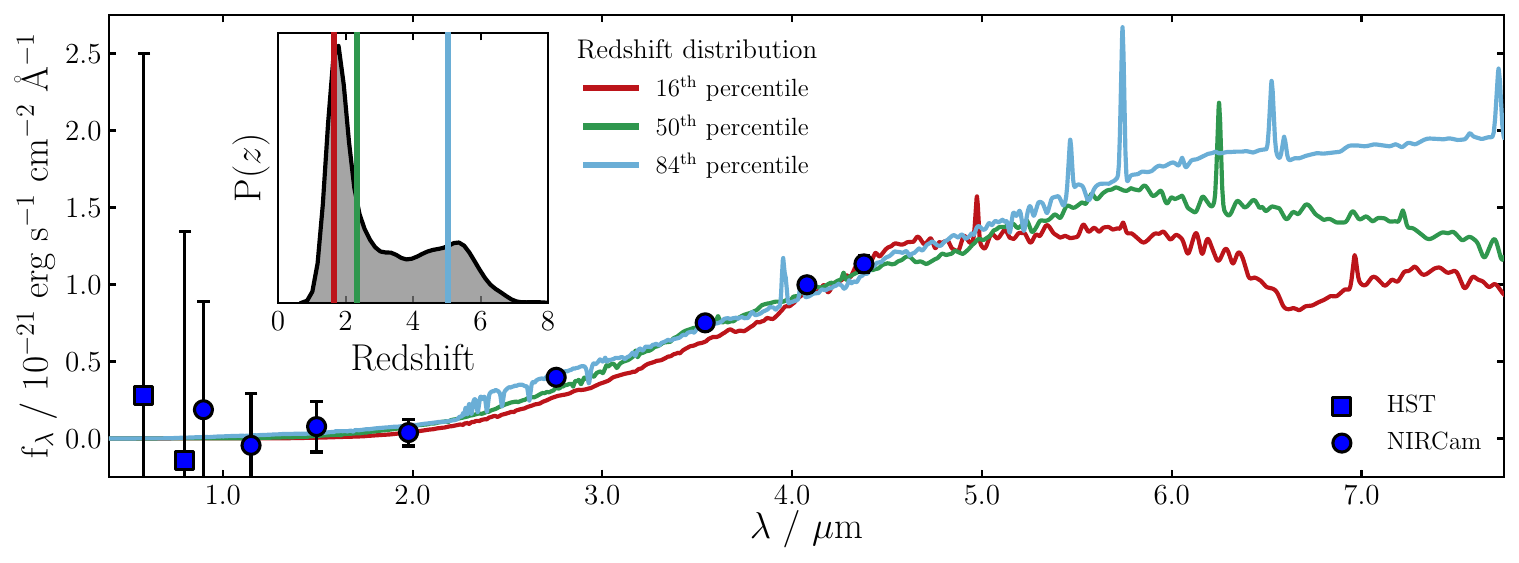 f_λ / 10^{−21} erg s^{−1} cm^{−2} Å^{−1}
2.5
2.0
1.5
1.0
0.5
0.0
P(z)
0 2 4 6 8
Redshift
Redshift distribution
16^{th} percentile
50^{th} percentile
84^{th} percentile
HST
NIRCam
1.0 2.0 3.0 4.0 5.0 6.0 7.0
λ / μm